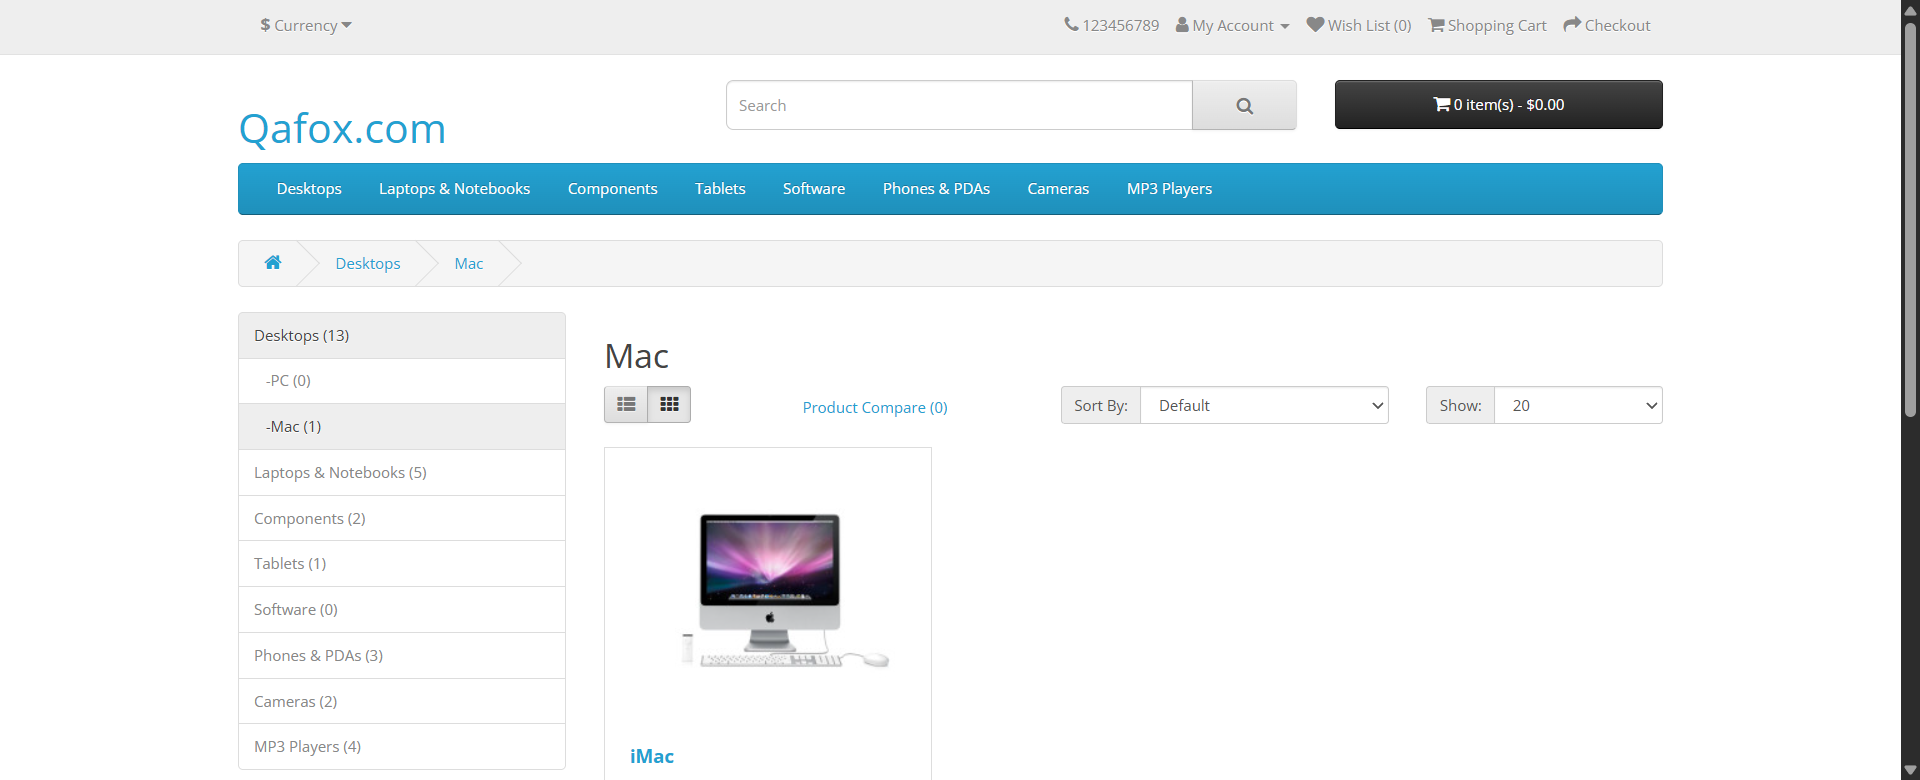 $ Currency
123456789 My Account Wish List (0) Shopping Cart Checkout
Qafox.com
Search
0 item(s) - $0.00
Desktops Laptops & Notebooks Components Tablets Software Phones & PDAs Cameras MP3 Players
Desktops Mac
Desktops (13)
-PC (0)
-Mac (1)
Laptops & Notebooks (5)
Components (2)
Tablets (1)
Software (0)
Phones & PDAs (3)
Cameras (2)
MP3 Players (4)
Mac
Product Compare (0)
Sort By: Default
Show: 20
iMac